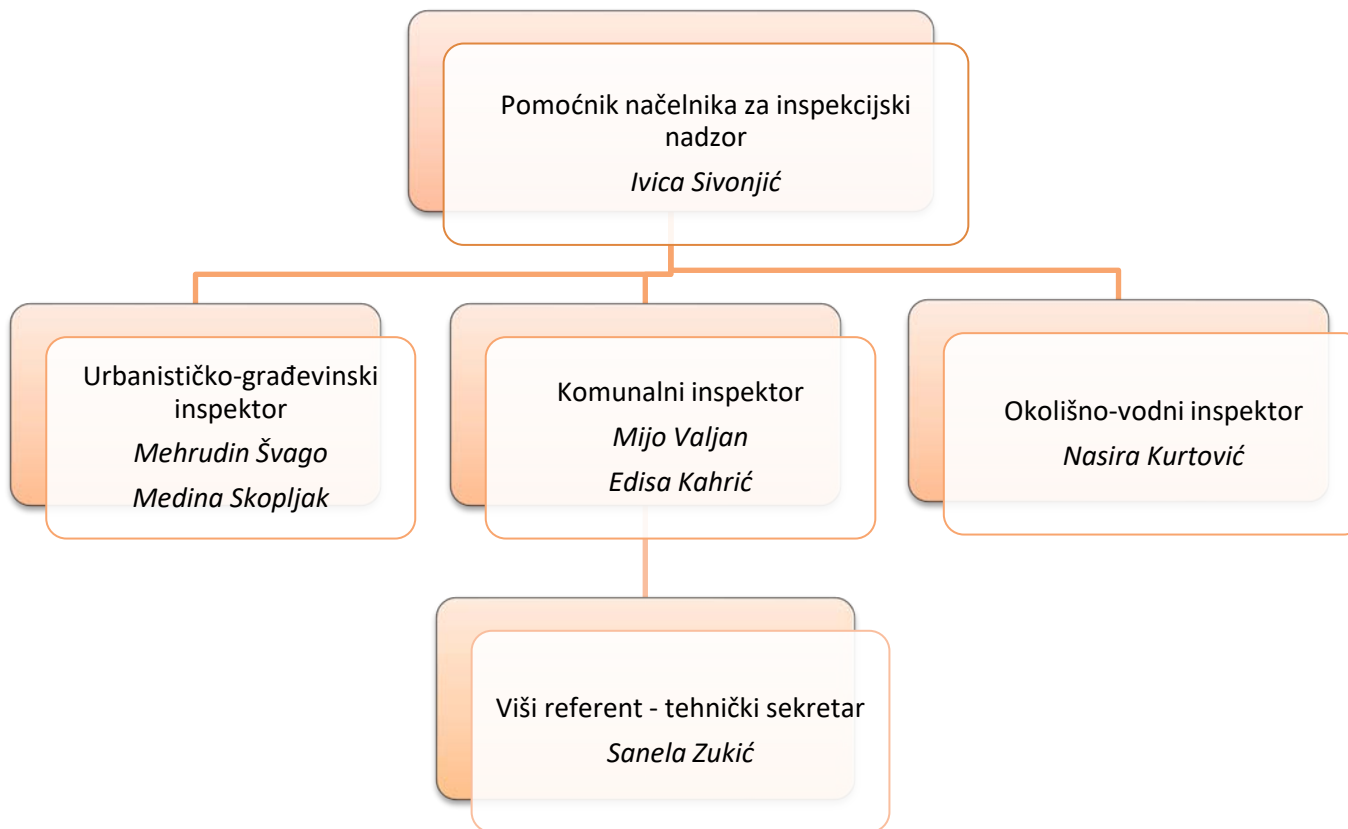 Pomoćnik načelnika za inspekcijski
nadzor
Ivica Sivonjić
Urbanističko-građevinski
inspektor
Mehrudin Švago
Medina Skopljak
Komunalni inspektor
Mijo Valjan
Edisa Kahrić
Okolišno-vodni inspektor
Nasira Kurtović
Viši referent - tehnički sekretar
Sanela Zukić